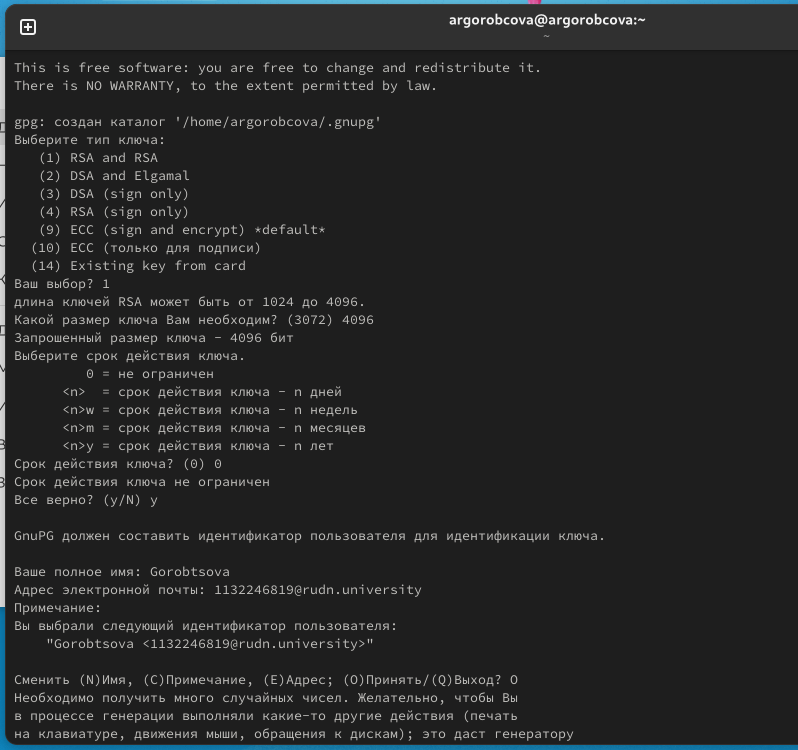 argorobcova@argorobcova:~
~
This is free software: you are free to change and redistribute it.
There is NO WARRANTY, to the extent permitted by law.
gpg: создан каталог '/home/argorobcova/.gnupg'
Выберите тип ключа:
(1) RSA and RSA
(2) DSA and Elgamal
(3) DSA (sign only)
(4) RSA (sign only)
(9) ECC (sign and encrypt) *default*
(10) ECC (только для подписи)
(14) Existing key from card
Ваш выбор? 1
длина ключей RSA может быть от 1024 до 4096.
Какой размер ключа Вам необходим? (3072) 4096
Запрошенный размер ключа - 4096 бит
Выберите срок действия ключа.
0 = не ограничен
<n> = срок действия ключа - n дней
<n>w = срок действия ключа - n недель
<n>m = срок действия ключа - n месяцев
<n>y = срок действия ключа - n лет
Срок действия ключа? (0) 0
Срок действия ключа не ограничен
Все верно? (y/N) y
GnuPG должен составить идентификатор пользователя для идентификации ключа.
Ваше полное имя: Gorobtsova
Адрес электронной почты: 1132246819@rudn.university
Примечание:
Вы выбрали следующий идентификатор пользователя:
"Gorobtsova <1132246819@rudn.university>"
Сменить (N)Имя, (C)Примечание, (E)Адрес; (O)Принять/(Q)Выход? O
Необходимо получить много случайных чисел. Желательно, чтобы Вы
в процессе генерации выполняли какие-то другие действия (печать
на клавиатуре, движения мыши, обращения к дискам); это даст генератору